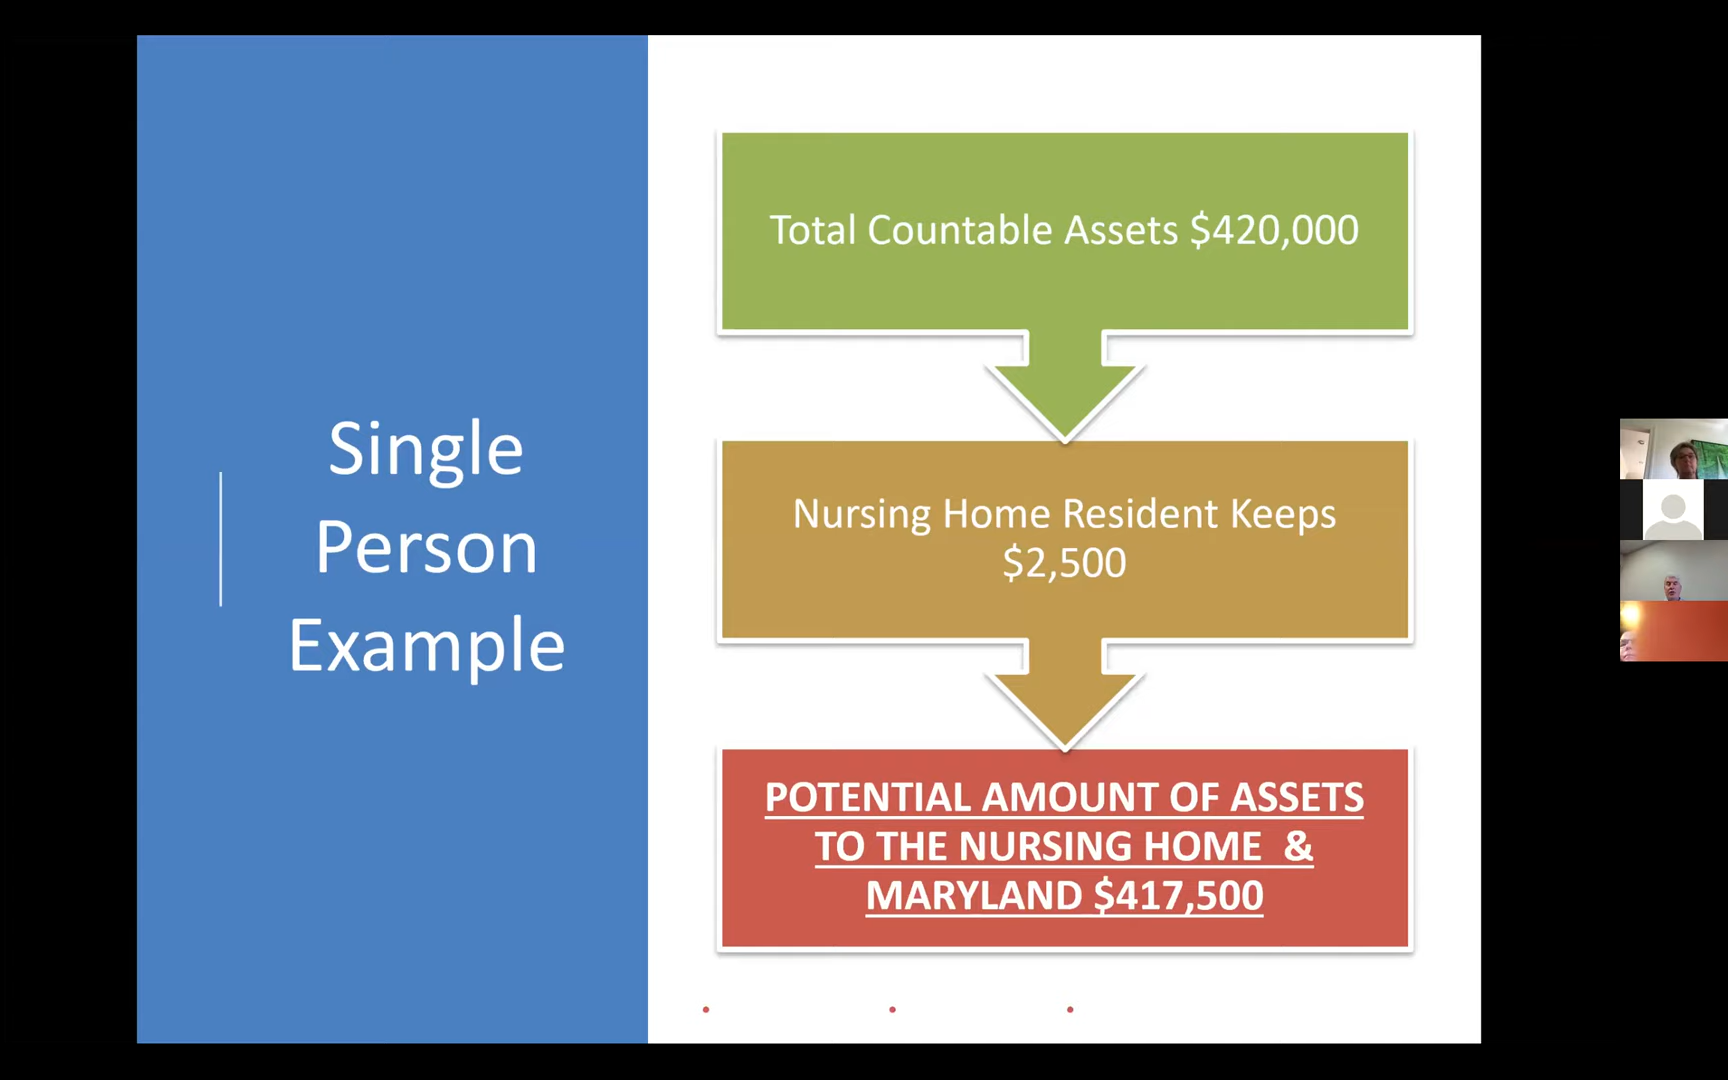 Single
Person
Example
Total Countable Assets $420,000
Nursing Home Resident Keeps
$2,500
POTENTIAL AMOUNT OF ASSETS
TO THE NURSING HOME &
MARYLAND $417,500